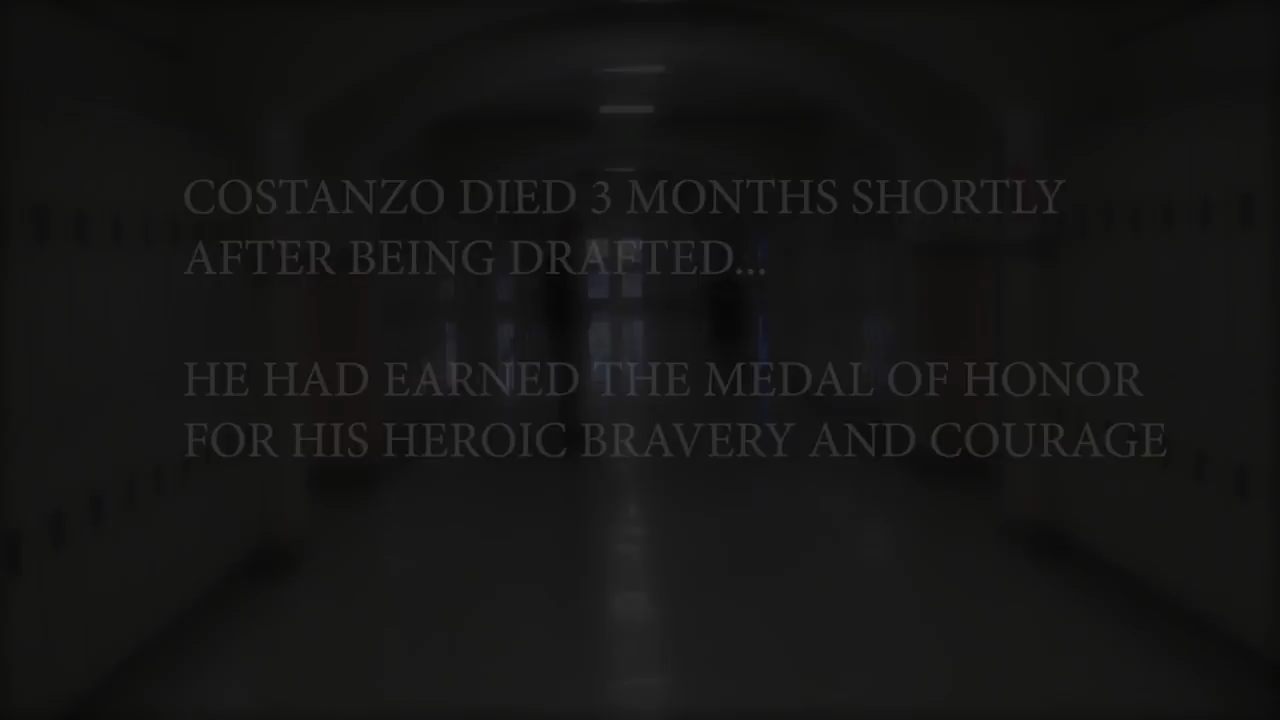 COSTANZO DIED 3 MONTHS SHORTLY
AFTER BEING DRAFTED...
HE HAD EARNED THE MEDAL OF HONOR
FOR HIS HEROIC BRAVERY AND COURAGE